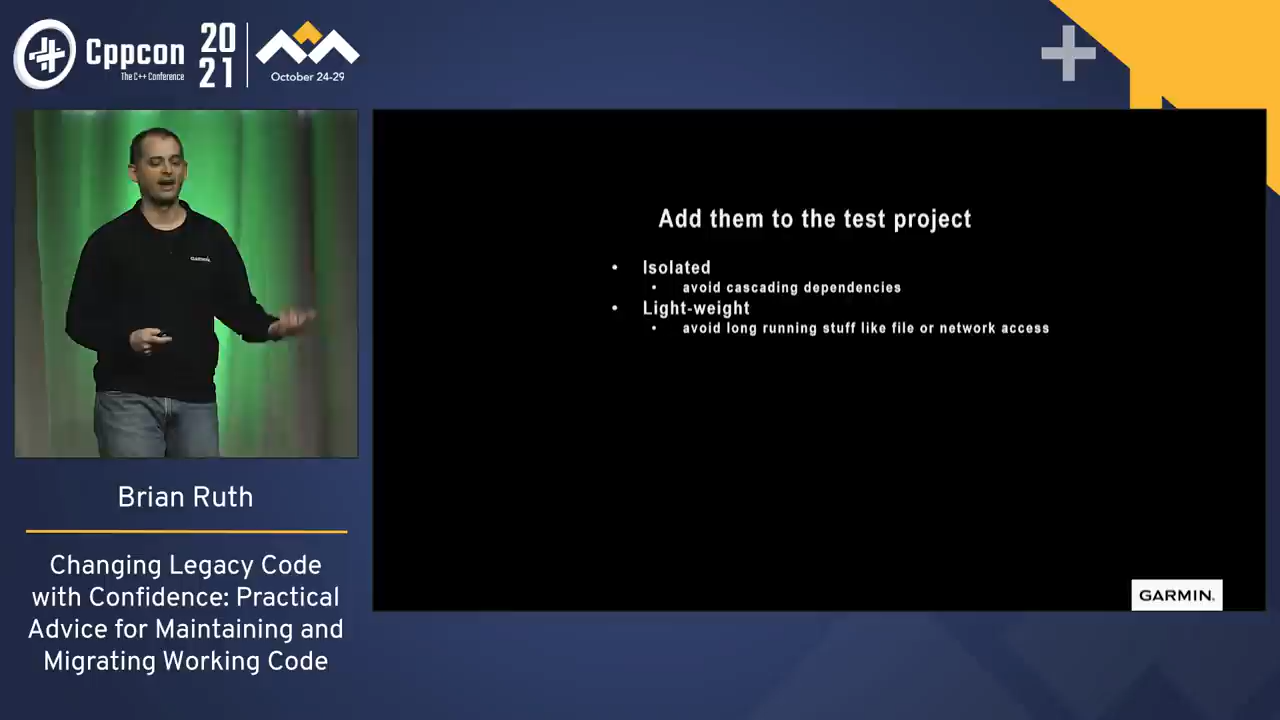 Cppcon
The C++ Conference
20
21
October 24-29
GARMIN
Add them to the test project
• Isolated
• avoid cascading dependencies
• Light-weight
• avoid long running stuff like file or network access
GARMIN.
Brian Ruth
Changing Legacy Code
with Confidence: Practical
Advice for Maintaining and
Migrating Working Code